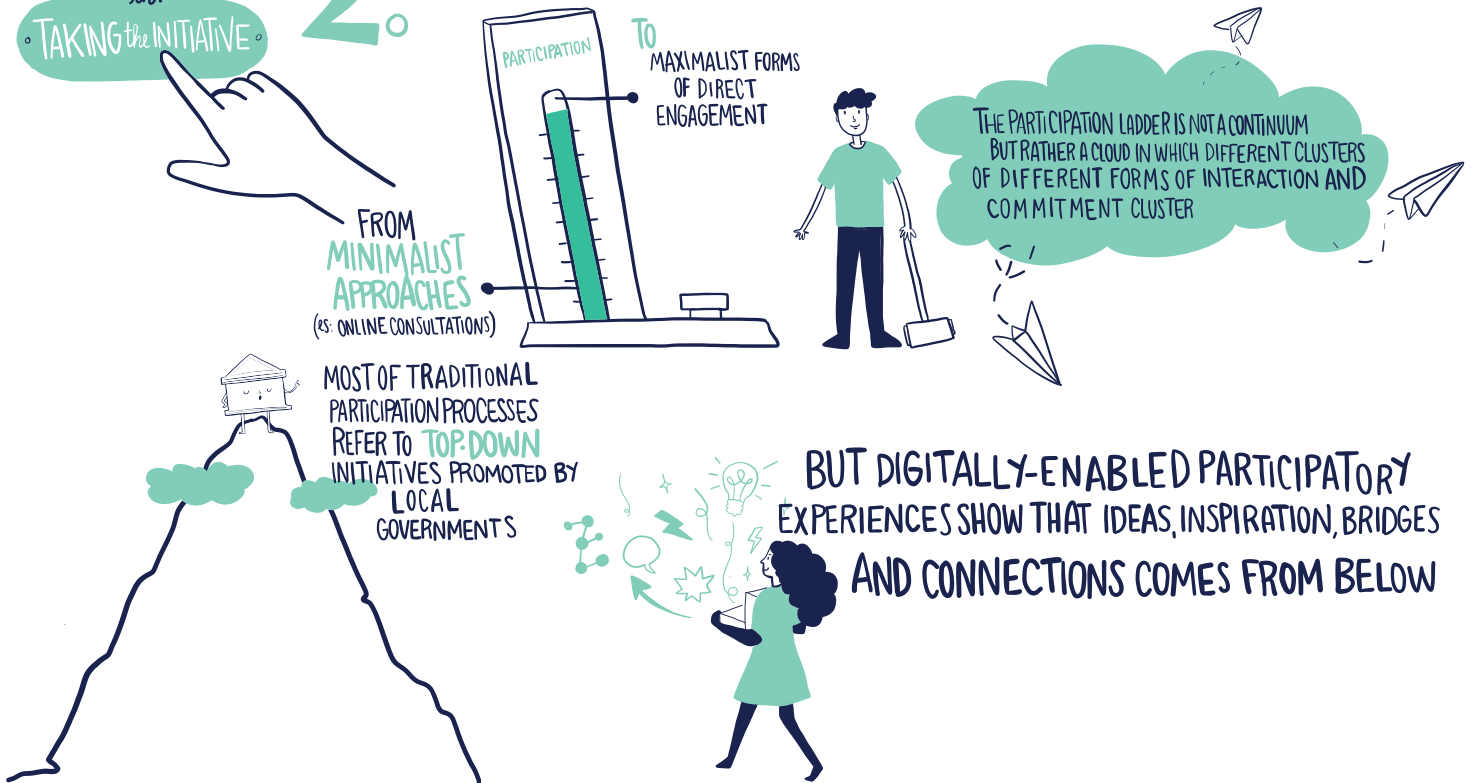 TAKING the INITIATIVE
2.
PARTICIPATION
TO
MAXIMALIST FORMS
OF DIRECT
ENGAGEMENT
FROM
MINIMALIST
APPROACHES
(es: ONLINE CONSULTATIONS)
THE PARTICIPATION LADDER IS NOT A CONTINUUM
BUT RATHER A CLOUD IN WHICH DIFFERENT CLUSTERS
OF DIFFERENT FORMS OF INTERACTION AND
COMMITMENT CLUSTER
MOST OF TRADITIONAL
PARTICIPATION PROCESSES
REFER TO TOP-DOWN
INITIATIVES PROMOTED BY
LOCAL
GOVERNMENTS
BUT DIGITALLY-ENABLED PARTICIPATORY
EXPERIENCES SHOW THAT IDEAS, INSPIRATION, BRIDGES
AND CONNECTIONS COMES FROM BELOW